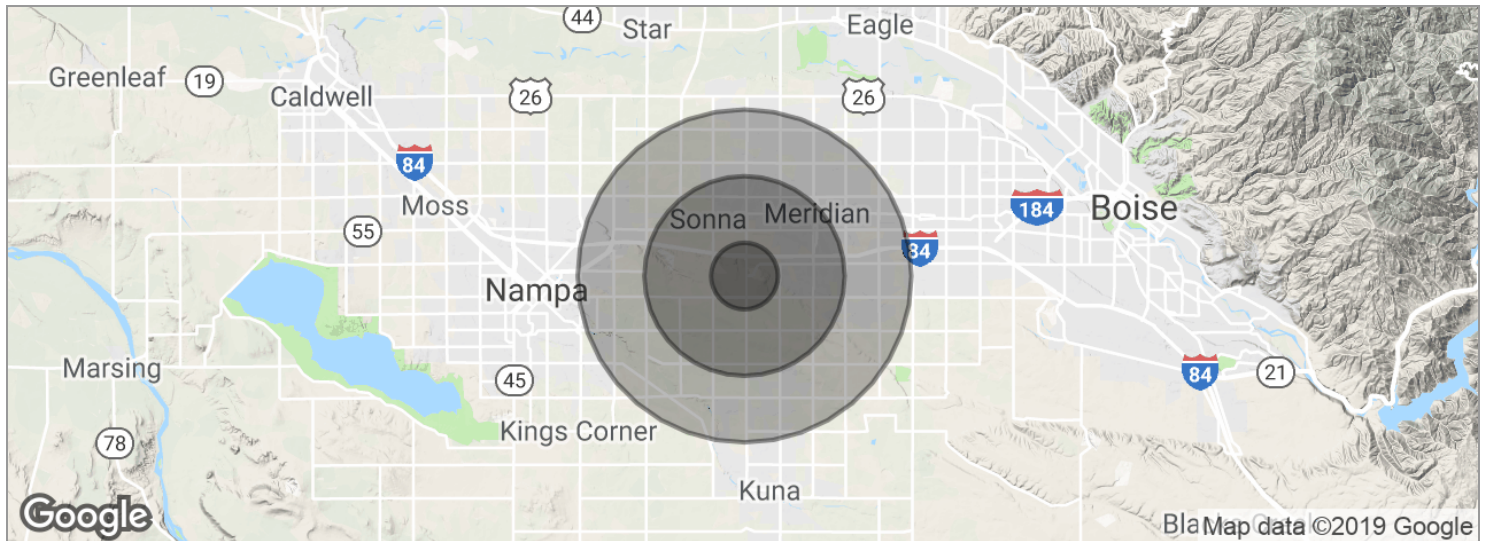 44
Star
Eagle
Greenleaf
19
Caldwell
26
26
84
Moss
55
Sonna
Meridian
184
Boise
84
Nampa
Marsing
45
84
21
78
Kings Corner
Kuna
Google
Map data ©2019 Google